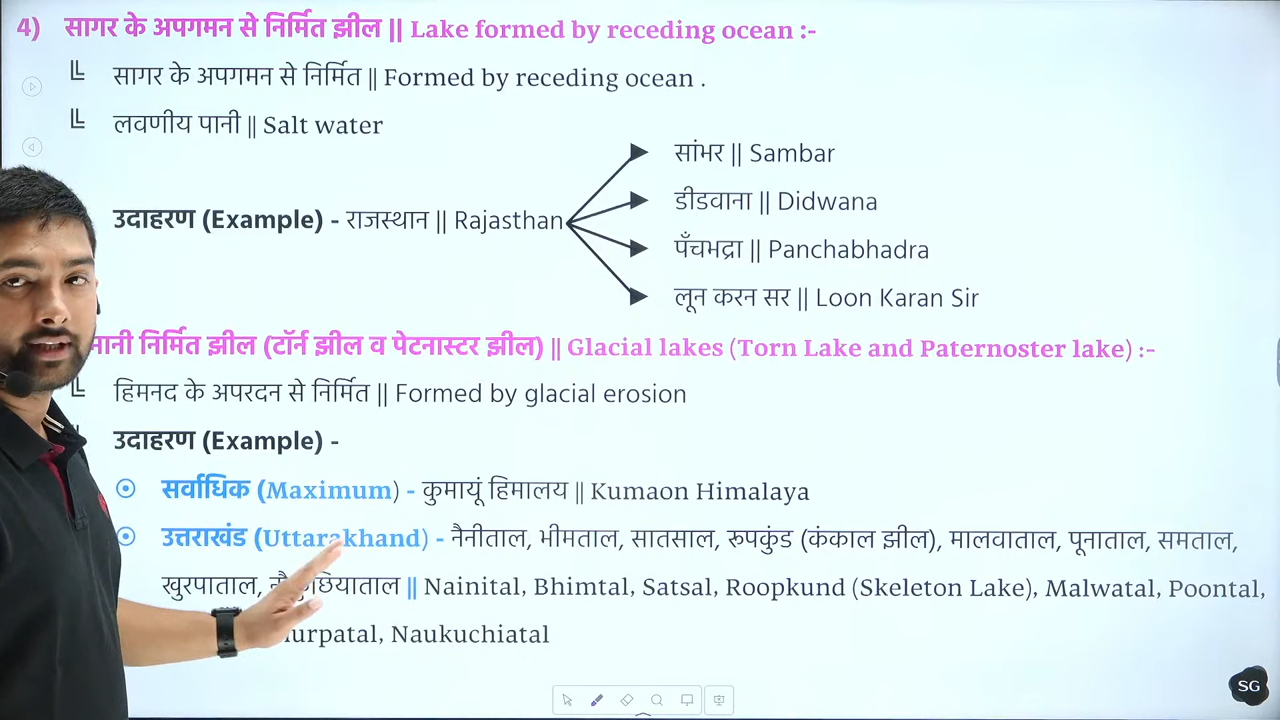 4) सागर के अपगमन से निर्मित झील || Lake formed by receding ocean :-
सागर के अपगमन से निर्मित || Formed by receding ocean .
लवणीय पानी || Salt water
उदाहरण (Example) - राजस्थान || Rajasthan
सांभर || Sambar
डीडवाना || Didwana
पँचभद्रा || Panchabhadra
लून करन सर || Loon Karan Sir
निर्मित झील (टॉर्न झील व पेटनास्टर झील) || Glacial lakes (Torn Lake and Paternoster lake) :-
हिमनद के अपरदन से निर्मित || Formed by glacial erosion
उदाहरण (Example) -
सर्वाधिक (Maximum) - कुमायूं हिमालय || Kumaon Himalaya
उत्तराखंड (Uttarakhand) - नैनीताल, भीमताल, सातसाल, रूपकुंड (कंकाल झील), मालवाताल, पूनाताल, समताल,
खुरपाताल, || Nainital, Bhimtal, Satsal, Roopkund (Skeleton Lake), Malwatal, Poontal,
Naukuchiatal
SG